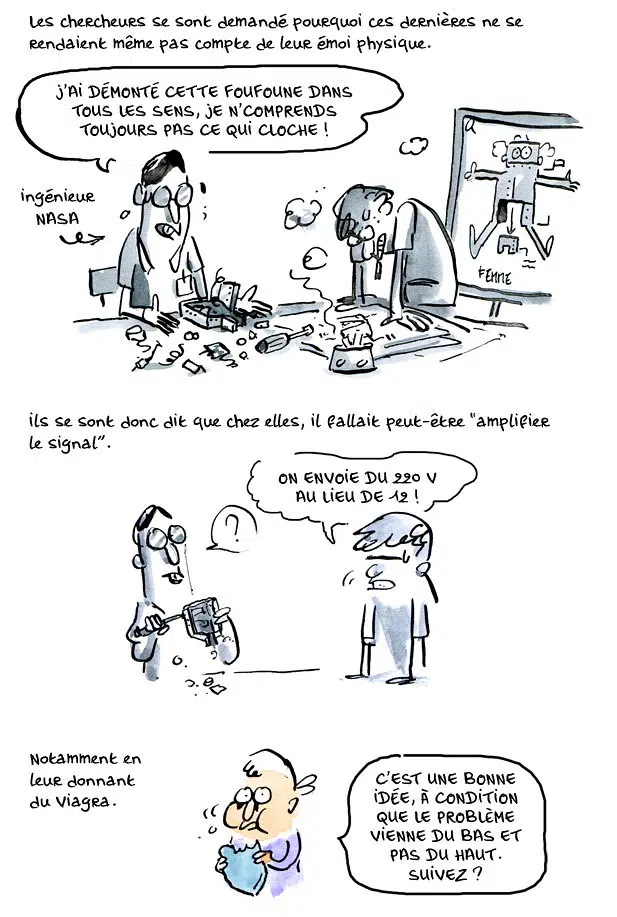 Les chercheurs se sont demandé pourquoi ces dernières ne se
rendaient même pas compte de leur émoi physique.
J'AI DÉMONTÉ CETTE FOUFOUNE DANS
TOUS LES SENS, JE N'COMPRENDS
TOUJOURS PAS CE QUI CLOCHE !
ingénieur
NASA
FEMME
ils se sont donc dit que chez elles, il fallait peut-être "amplifier
le signal".
ON ENVOIE DU 220 V
AU LIEU DE 12 !
?
Notamment en
leur donnant
du Viagra.
C'EST UNE BONNE
IDÉE, À CONDITION
QUE LE PROBLÈME
VIENNE DU BAS ET
PAS DU HAUT.
SUIVEZ ?